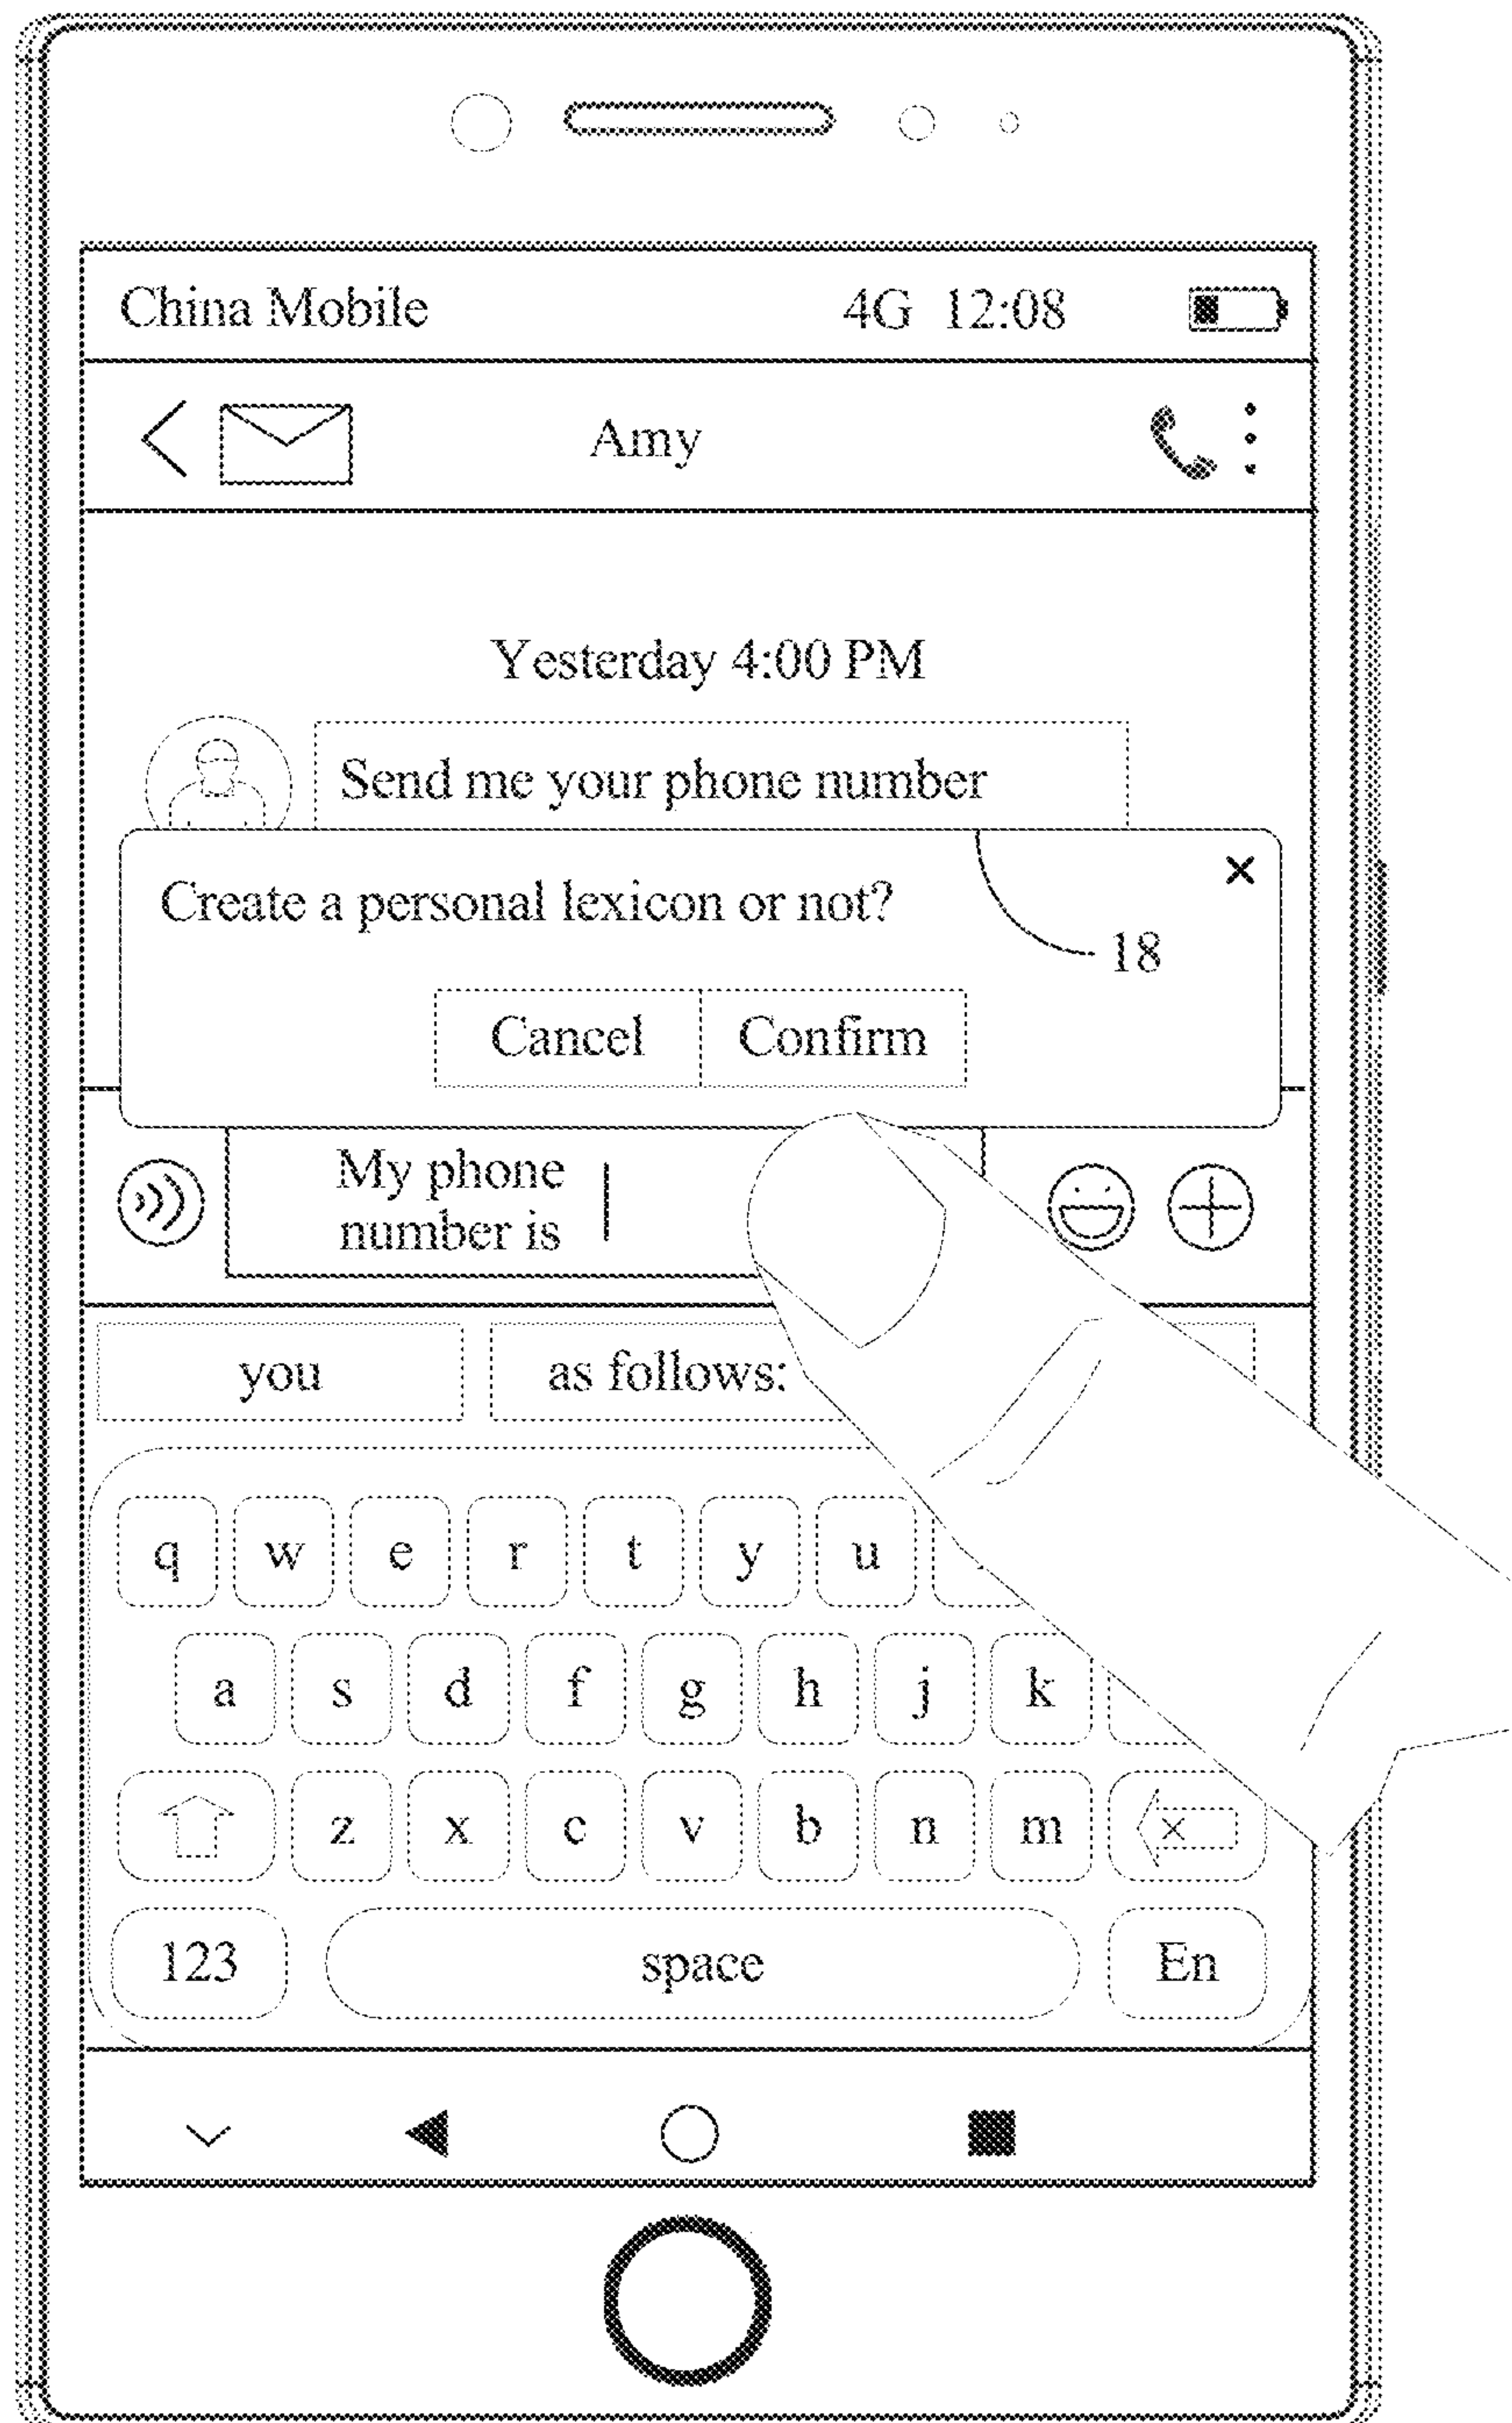 China Mobile 4G 12:08
Amy
Yesterday 4:00 PM
Send me your phone number
Create a personal lexicon or not?
18
Cancel Confirm
My phone
number is
you as follows:
q w e r t y u
a s d f g h j k
z x c v b n m
123 space En